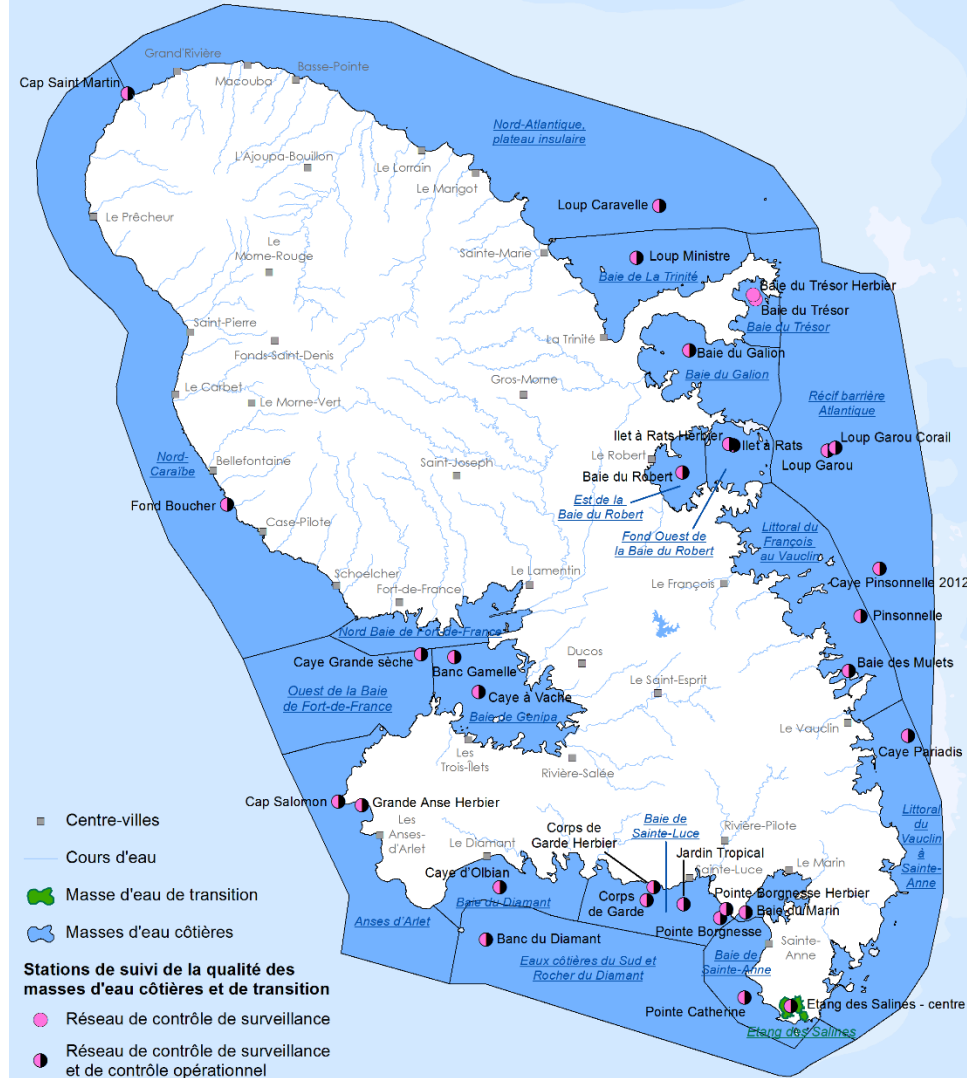 Grand'Rivière
Cap Saint Martin
Macouba
Basse-Pointe
Nord-Atlantique,
plateau insulaire
L'Ajoupa-Bouillon
Le Lorrain
Le Marigot
Loup Caravelle
Le Prêcheur
Le
Morne-Rouge
Sainte-Marie
Loup Ministre
Baie de La Trinité
Baie du Trésor Herbier
Baie du Trésor
Baie du Trésor
Saint-Pierre
Fonds-Saint-Denis
La Trinité
Baie du Galion
Baie du Galion
Le Carbet
Le Morne-Vert
Gros-Morne
Récif barrière
Atlantique
Nord-
Caraïbe
Bellefontaine
Saint-Joseph
Ilet à Rats Herbier
Ilet à Rats
Loup Garou Corail
Loup Garou
Le Robert
Baie du Robert
Est de la
Baie du Robert
Fond Ouest de
la Baie du Robert
Fond Boucher
Case-Pilote
Littoral du
François
au Vauclin
Schoelcher
Fort-de-France
Le Lamentin
Le François
Caye Pinsonnelle 2012
Pinsonnelle
Nord Baie de Fort-de-France
Caye Grande sèche
Banc Gamelle
Ducos
Baie des Mulets
Ouest de la Baie
de Fort-de-France
Caye à Vache
Baie de Génipa
Le Saint-Esprit
Le Vauclin
Caye Pariadis
Les
Trois-Ilets
Rivière-Salée
Cap Salomon
Grande Anse Herbier
Centre-villes
Les
Anses-
d'Arlet
Le Diamant
Corps de
Garde Herbier
Baie de
Sainte-Luce
Rivière-Pilote
Littoral
du
Vauclin
à
Sainte-
Anne
Cours d'eau
Jardin Tropical
Sainte-Luce
Le Marin
Caye d'Olbian
Baie du Diamant
Corps
de Garde
Pointe Borgnesse Herbier
Baie du Marin
Pointe Borgnesse
Masse d'eau de transition
Anses d'Arlet
Masses d'eau côtières
Banc du Diamant
Eaux côtières du Sud et
Rocher du Diamant
Baie de
Sainte-Anne
Sainte-
Anne
Stations de suivi de la qualité des
masses d'eau côtières et de transition
Pointe Catherine
Etang des Salines - centre
Etang des Salines
Réseau de contrôle de surveillance
Réseau de contrôle de surveillance
et de contrôle opérationnel